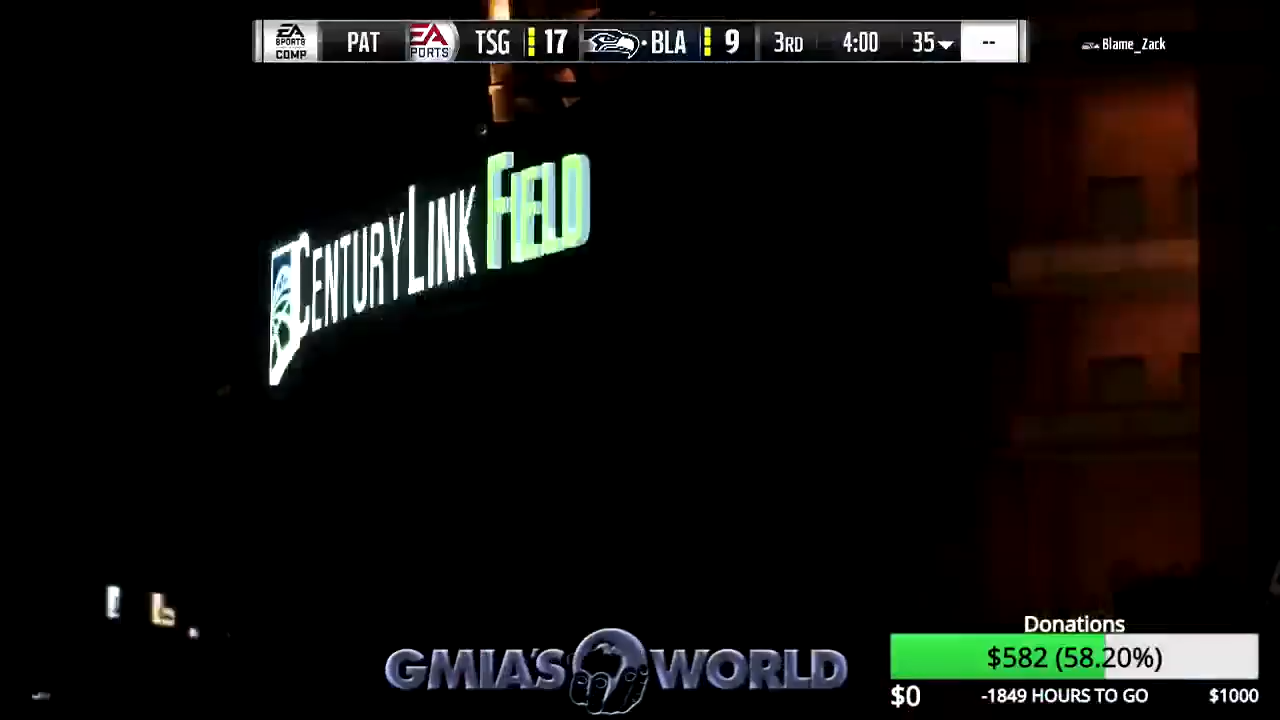 EA SPORTS COMP PAT EA SPORTS TSG 17 BLA 9 3RD 4:00 35 --
Blame_Zack
CENTURYLINK FIELD
GMIA'S WORLD
Donations
$582 (58.20%)
$0 -1849 HOURS TO GO $1000